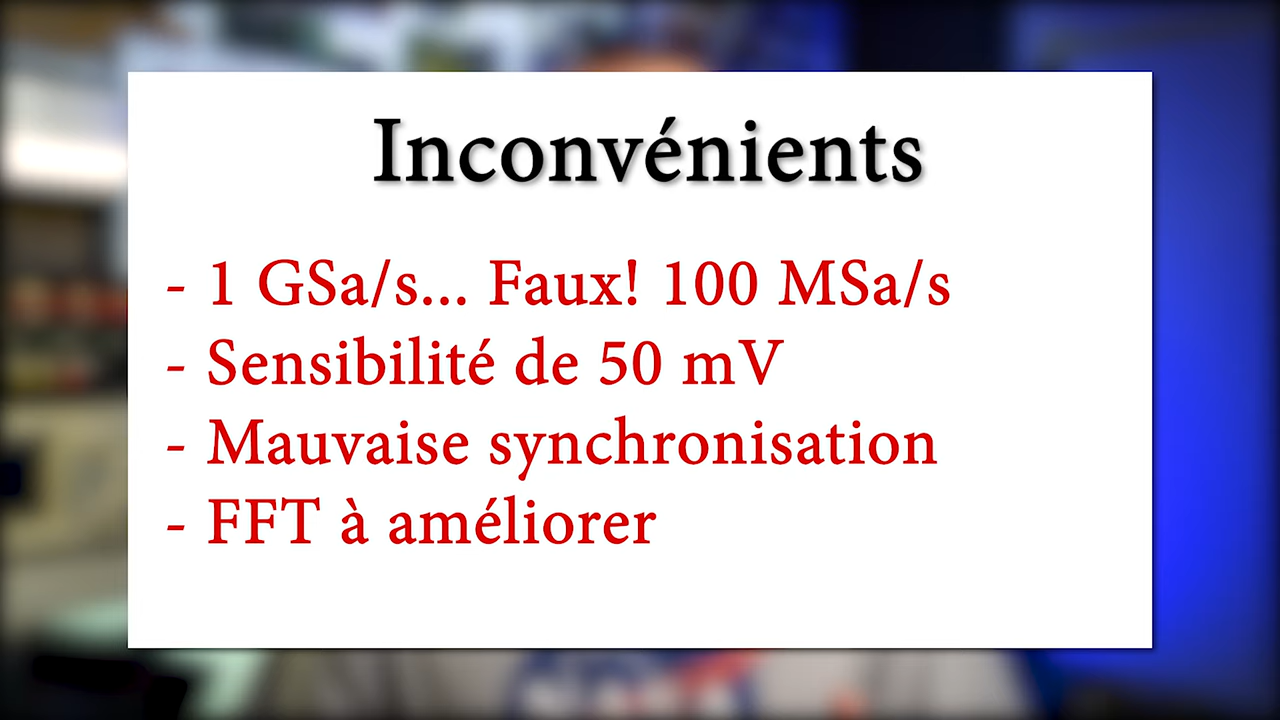 Inconvénients
- 1 GSa/s... Faux! 100 MSa/s
- Sensibilité de 50 mV
- Mauvaise synchronisation
- FFT à améliorer